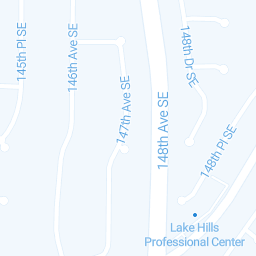 145th Pl SE
146th Ave SE
147th Ave SE
148th Ave SE
148th Dr SE
148th Pl SE
Lake Hills
Professional Center